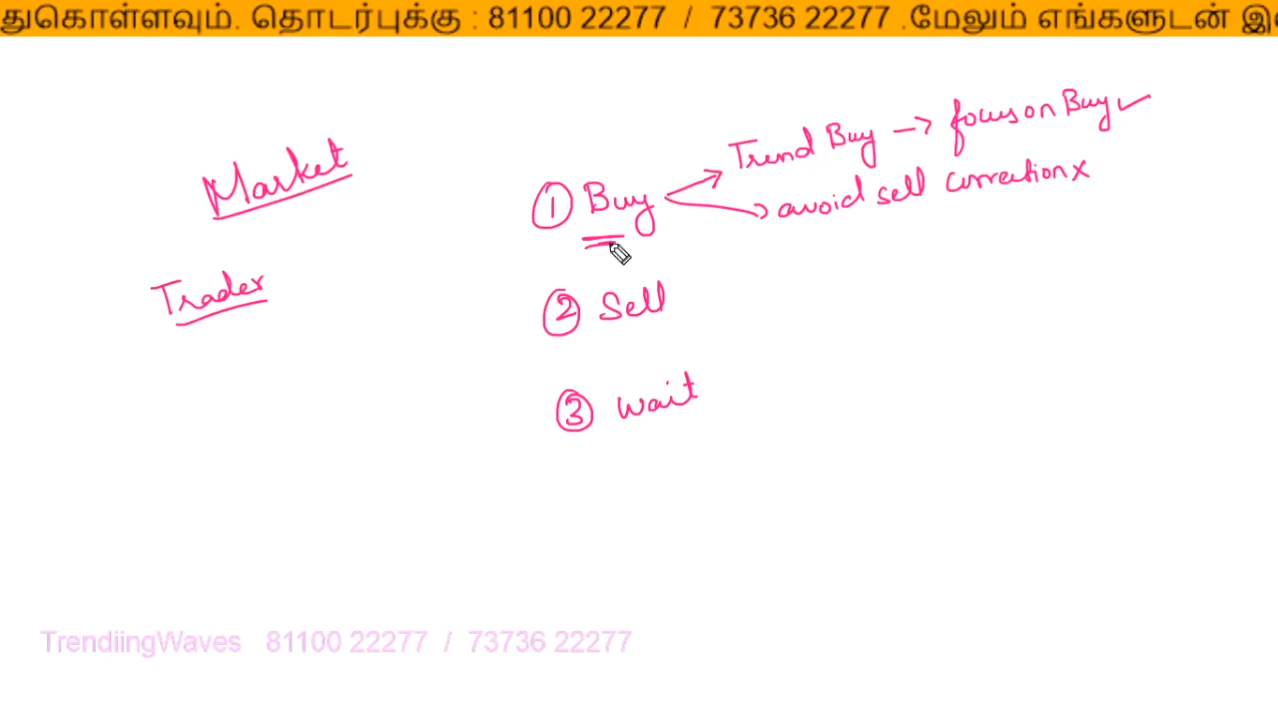 துகொள்ளவும். தொடர்புக்கு : 81100 22277 / 73736 22277 .மேலும் எங்களுடன்
Market
Trader
① Buy
Trend Buy → focus on Buy ✓
avoid sell correction x
② Sell
③ wait
TrendiingWaves 81100 22277 / 73736 22277